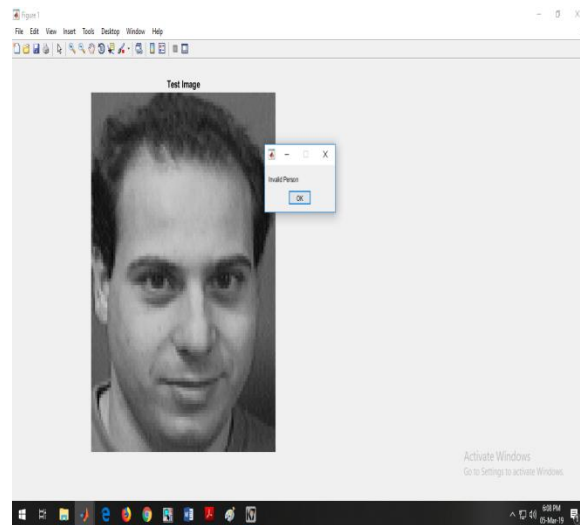 Figure 1
File Edit View Insert Tools Desktop Window Help
Test Image
Invalid Person
OK
Activate Windows
Go to Settings to activate Windows.
8:08 PM
05-Mar-19